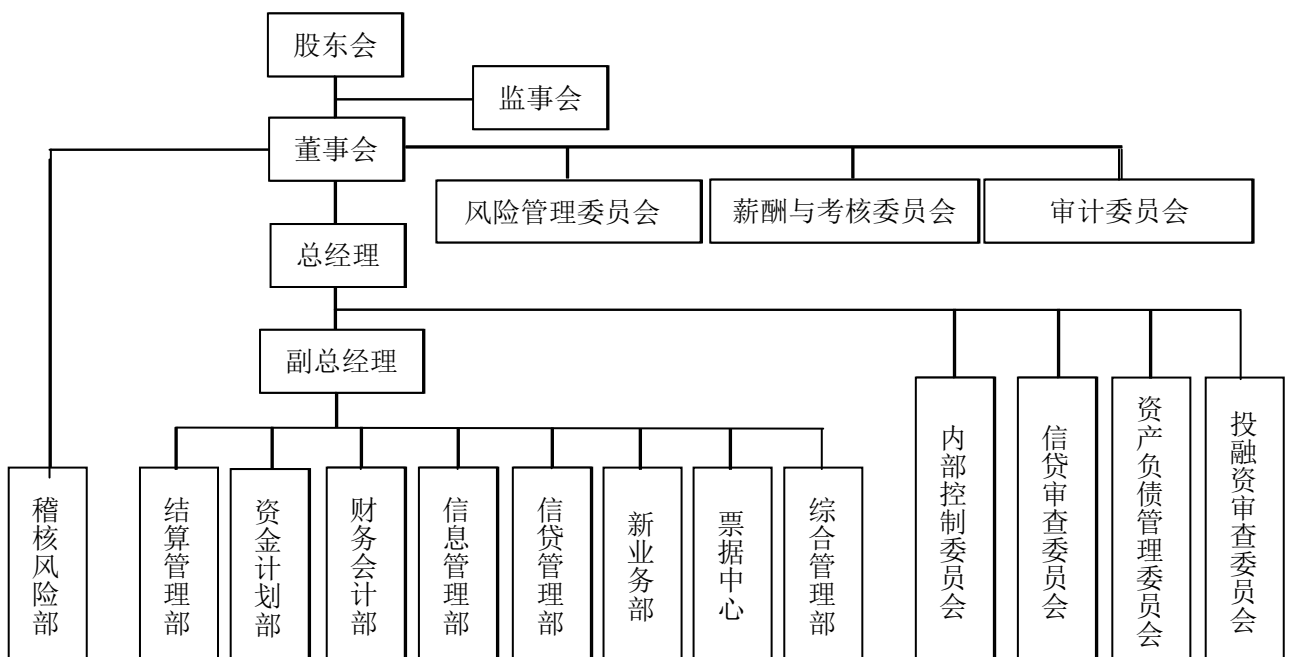 股东会
监事会
董事会
风险管理委员会
薪酬与考核委员会
审计委员会
总经理
副总经理
稽核风险部
结算管理部
资金计划部
财务会计部
信息管理部
信贷管理部
新业务部
票据中心
综合管理部
内部控制委员会
信贷审查委员会
资产负债管理委员会
投融资审查委员会